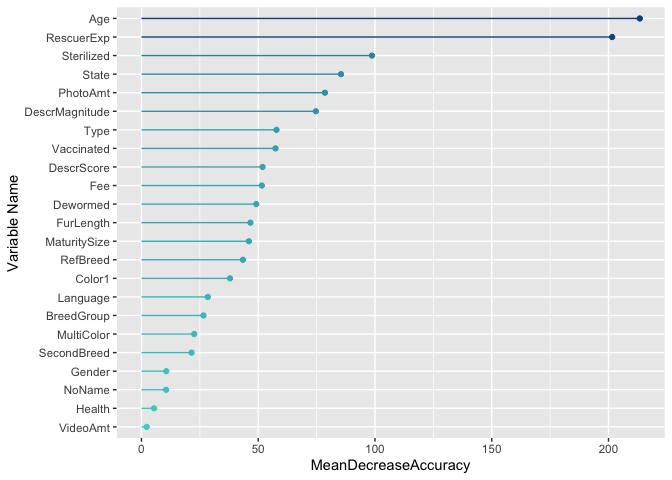 Age
RescuerExp
Sterilized
State
PhotoAmt
DescrMagnitude
Type
Vaccinated
DescrScore
Fee
Dewormed
FurLength
MaturitySize
RefBreed
Color1
Language
BreedGroup
MultiColor
SecondBreed
Gender
NoName
Health
VideoAmt
Variable Name
0 50 100 150 200
MeanDecreaseAccuracy